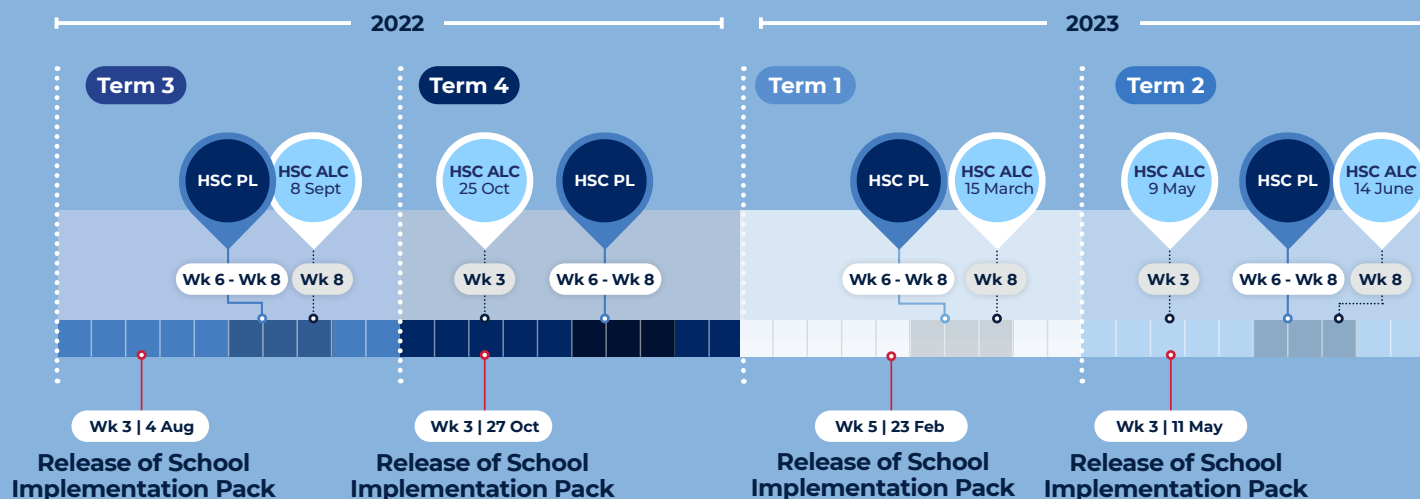 2022
2023
Term 3
Term 4
Term 1
Term 2
HSC PL
HSC ALC
8 Sept
HSC ALC
25 Oct
HSC PL
HSC PL
HSC ALC
15 March
HSC ALC
9 May
HSC PL
HSC ALC
14 June
Wk 6 - Wk 8
Wk 8
Wk 3
Wk 6 - Wk 8
Wk 6 - Wk 8
Wk 8
Wk 3
Wk 6 - Wk 8
Wk 8
Wk 3 | 4 Aug
Release of School
Implementation Pack
Wk 3 | 27 Oct
Release of School
Implementation Pack
Wk 5 | 23 Feb
Release of School
Implementation Pack
Wk 3 | 11 May
Release of School
Implementation Pack